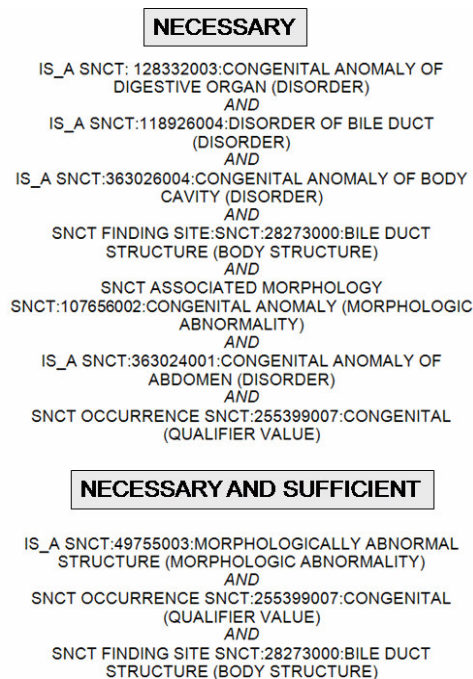 NECESSARY
IS_A SNCT: 128332003:CONGENITAL ANOMALY OF
DIGESTIVE ORGAN (DISORDER)
AND
IS_A SNCT:118926004:DISORDER OF BILE DUCT
(DISORDER)
AND
IS_A SNCT:363026004:CONGENITAL ANOMALY OF BODY
CAVITY (DISORDER)
AND
SNCT FINDING SITE:SNCT:28273000:BILE DUCT
STRUCTURE (BODY STRUCTURE)
AND
SNCT ASSOCIATED MORPHOLOGY
SNCT:107656002:CONGENITAL ANOMALY (MORPHOLOGIC
ABNORMALITY)
AND
IS_A SNCT:363024001:CONGENITAL ANOMALY OF
ABDOMEN (DISORDER)
AND
SNCT OCCURRENCE SNCT:255399007:CONGENITAL
(QUALIFIER VALUE)
NECESSARY AND SUFFICIENT
IS_A SNCT:49755003:MORPHOLOGICALLY ABNORMAL
STRUCTURE (MORPHOLOGIC ABNORMALITY)
AND
SNCT OCCURRENCE SNCT:255399007:CONGENITAL
(QUALIFIER VALUE)
AND
SNCT FINDING SITE SNCT:28273000:BILE DUCT
STRUCTURE (BODY STRUCTURE)